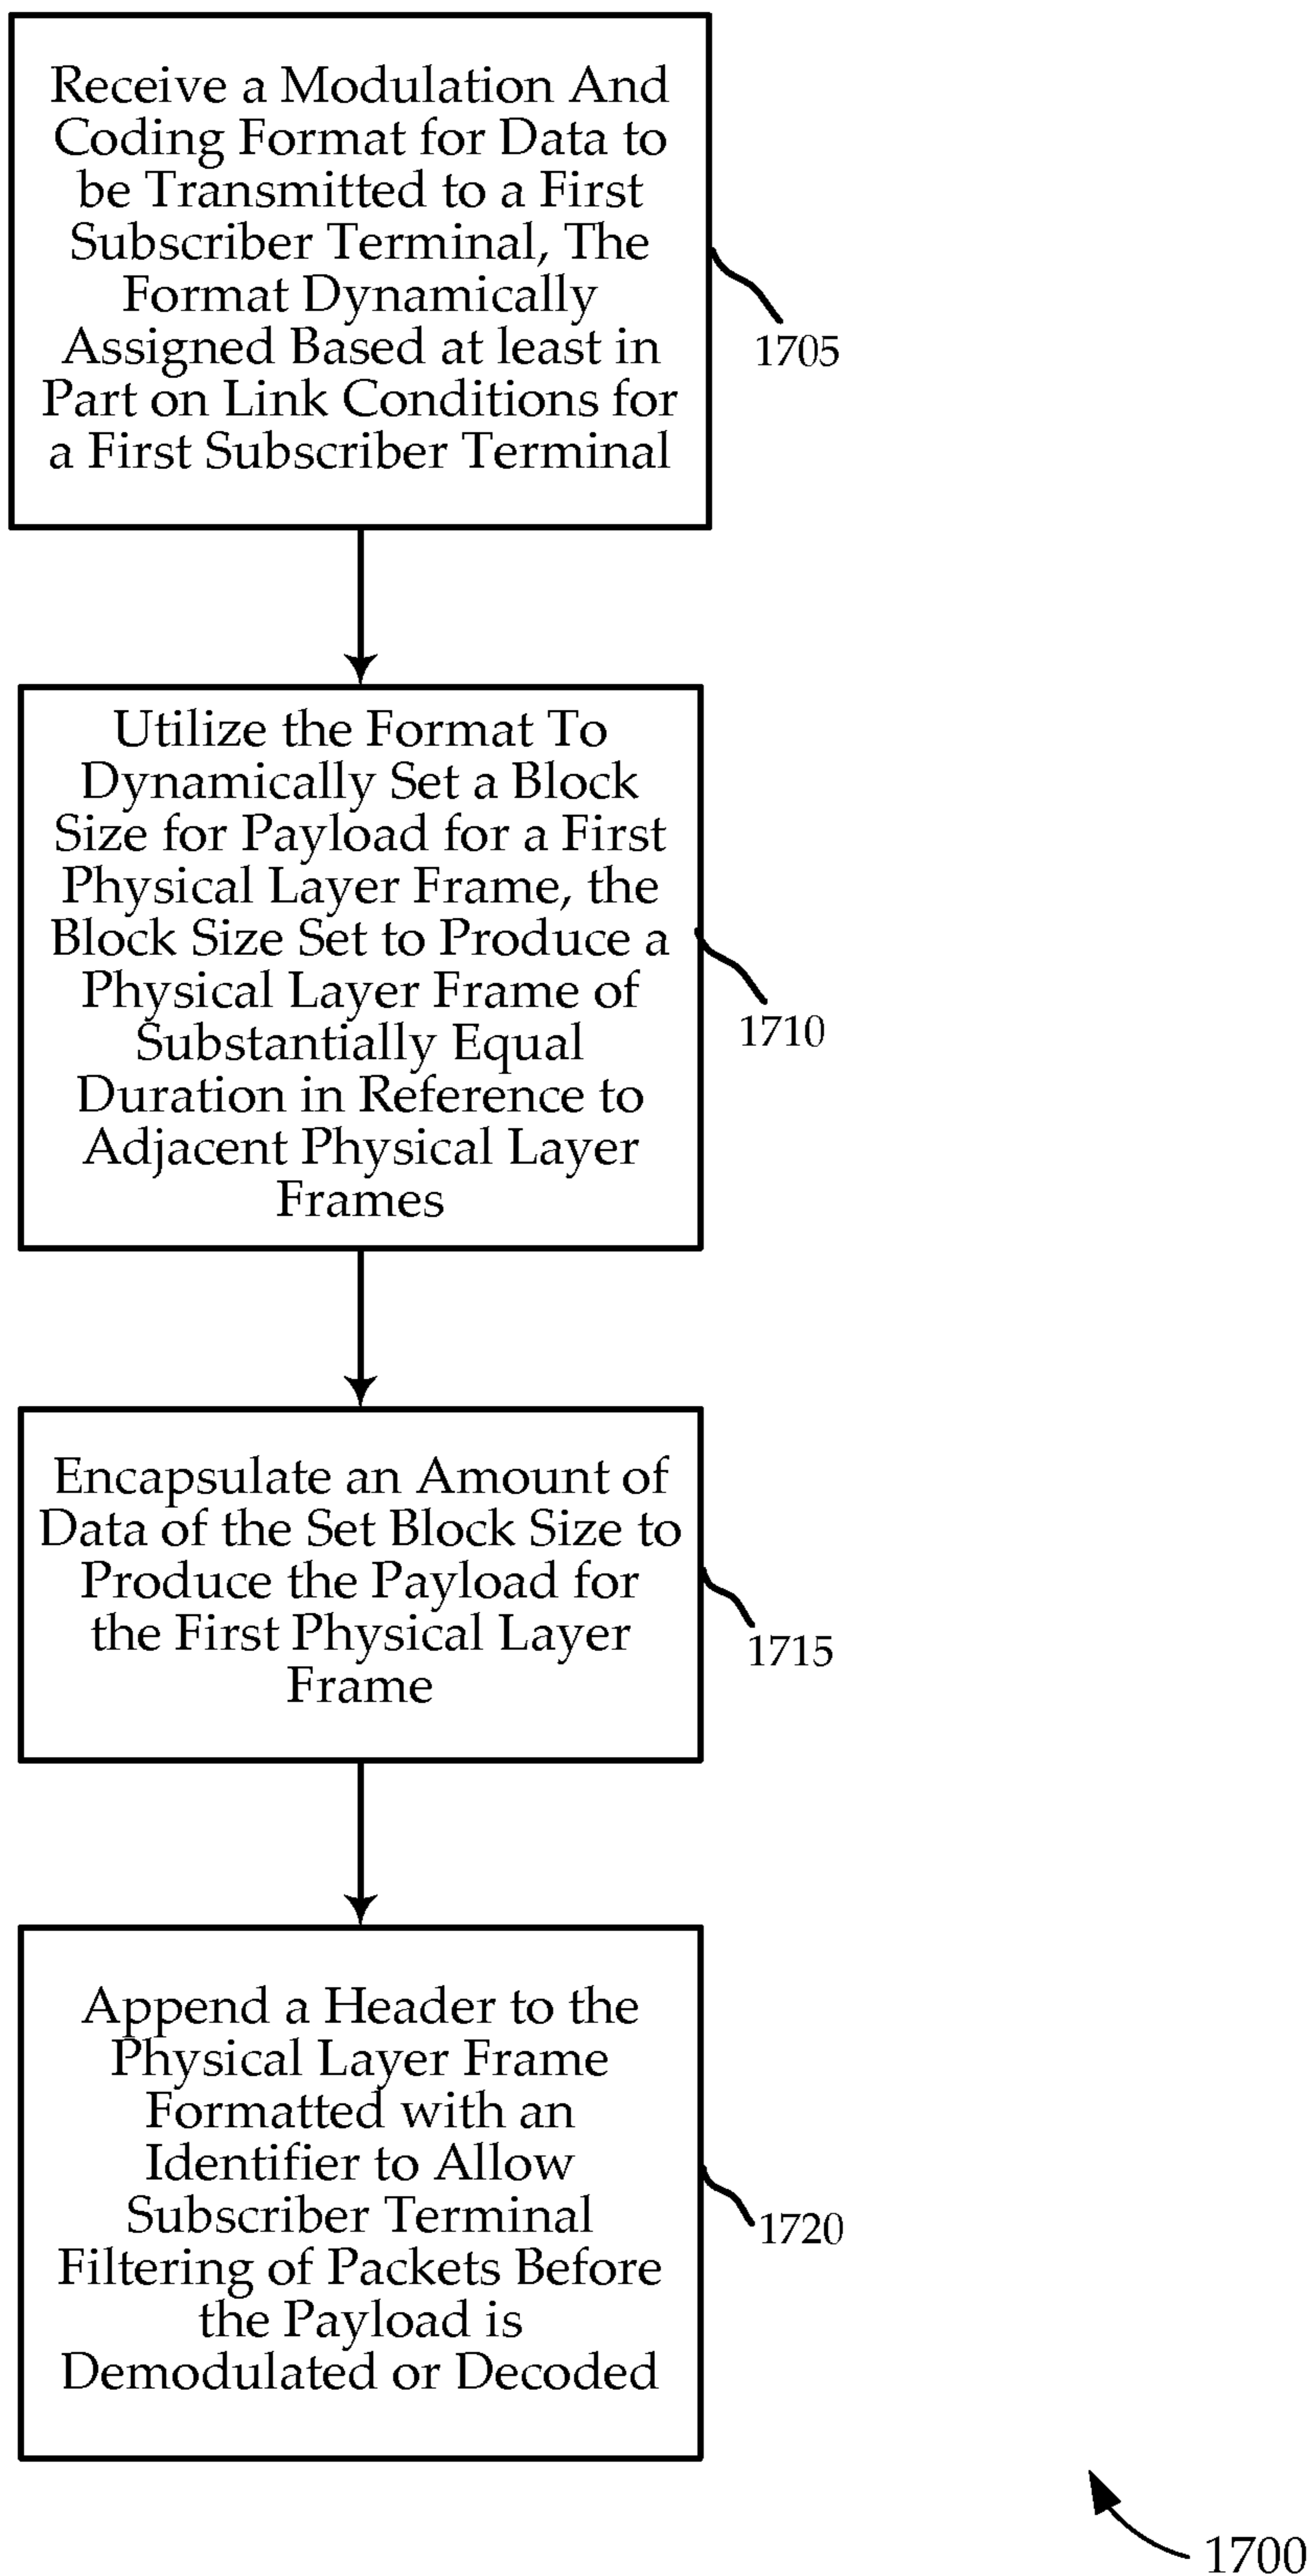 Receive a Modulation And
Coding Format for Data to
be Transmitted to a First
Subscriber Terminal, The
Format Dynamically
Assigned Based at least in
Part on Link Conditions for
a First Subscriber Terminal
1705
Utilize the Format To
Dynamically Set a Block
Size for Payload for a First
Physical Layer Frame, the
Block Size Set to Produce a
Physical Layer Frame of
Substantially Equal
Duration in Reference to
Adjacent Physical Layer
Frames
1710
Encapsulate an Amount of
Data of the Set Block Size to
Produce the Payload for
the First Physical Layer
Frame
1715
Append a Header to the
Physical Layer Frame
Formatted with an
Identifier to Allow
Subscriber Terminal
Filtering of Packets Before
the Payload is
Demodulated or Decoded
1720
1700